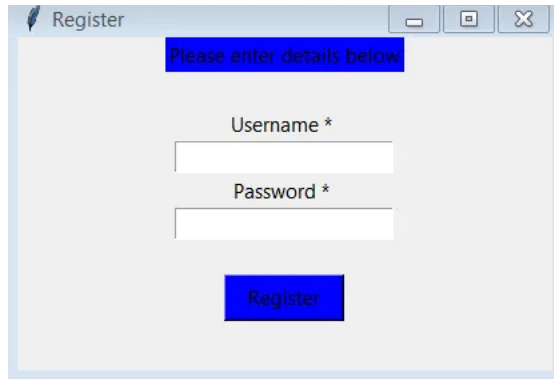 Register
Please enter details below
Username *
Password *
Register